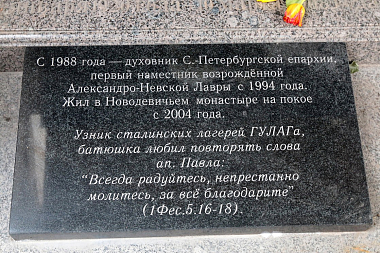 С 1988 года — духовник С.-Петербургской епархии,
первый наместник возрождённой
Александро-Невской Лавры с 1994 года.
Жил в Новодевичьем монастыре на покое
с 2004 года.
Узник сталинских лагерей ГУЛАГа,
батюшка любил повторять слова
ап. Павла:
“Всегда радуйтесь, непрестанно
молитесь, за всё благодарите”
(1Фес.5.16-18).